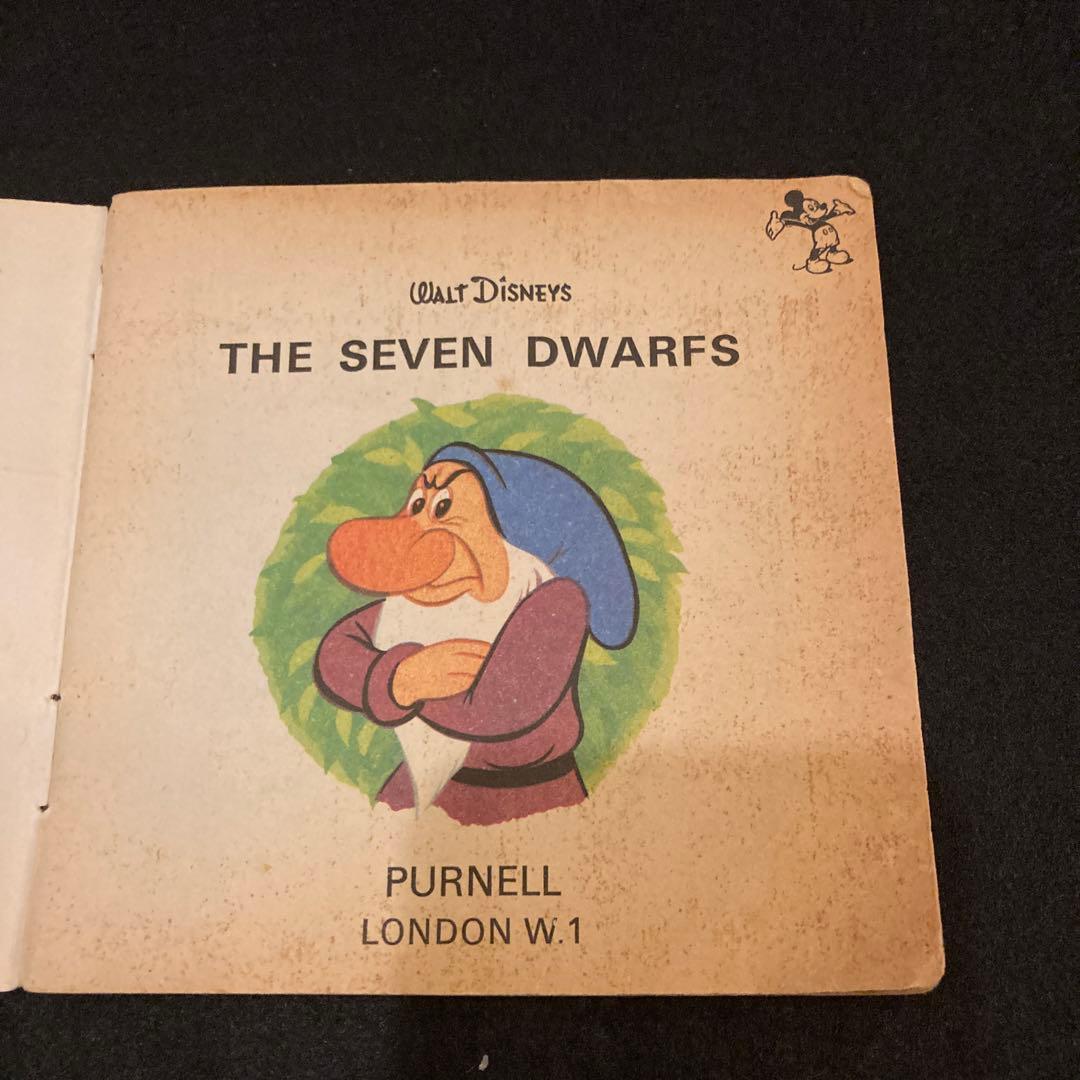 WALT DISNEYS
THE SEVEN DWARFS
PURNELL
LONDON W.1